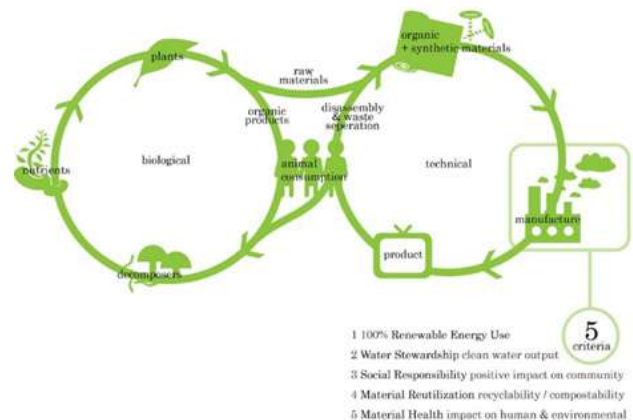 organic
+ synthetic materials
plants
raw
materials
organic
products
disassembly
& waste
seperation
nutrients
biological
animal
consumption
technical
manufacture
decomposers
product
5
criteria
1 100% Renewable Energy Use
2 Water Stewardship clean water output
3 Social Responsibility positive impact on community
4 Material Reutilization recyclability / compostability
5 Material Health impact on human & environmental